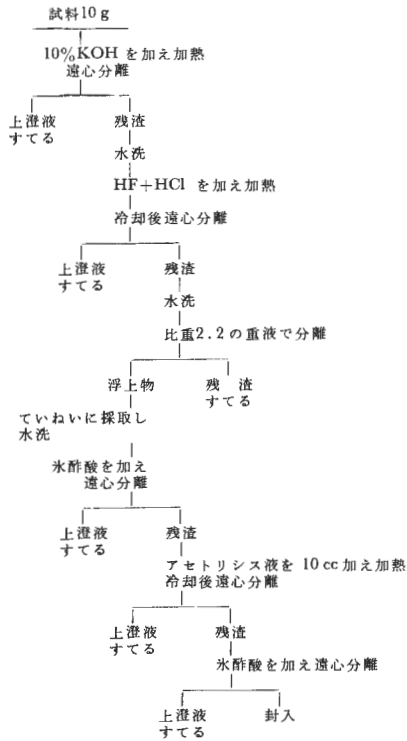 試料10g
10%KOH を加え加熱
遠心分離
上澄液
すてる
残渣
水洗
HF+HCl を加え加熱
冷却後遠心分離
上澄液
すてる
残渣
水洗
比重2.2の重液で分離
浮上物
残 渣
すてる
ていねいに採取し
水洗
氷酢酸を加え
遠心分離
上澄液
すてる
残渣
アセトリシス液を 10cc加え加熱
冷却後遠心分離
上澄液
すてる
残渣
氷酢酸を加え遠心分離
上澄液
すてる
封入